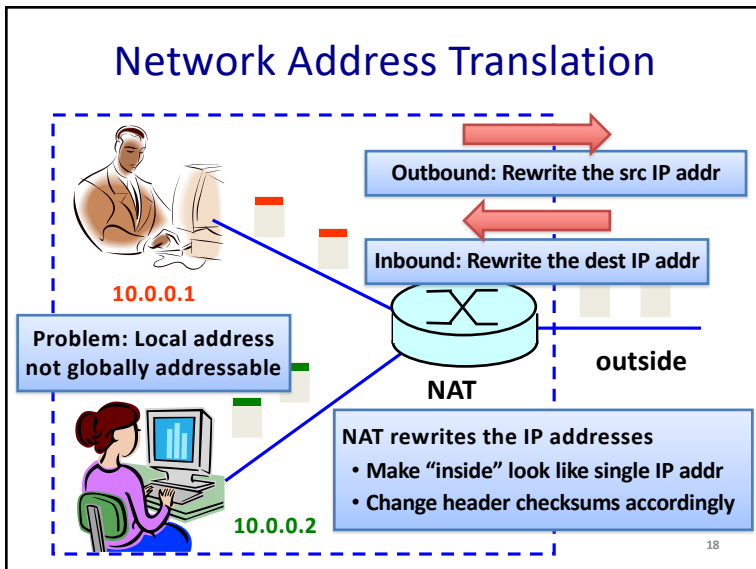 Network Address Translation
Outbound: Rewrite the src IP addr
Inbound: Rewrite the dest IP addr
10.0.0.1
Problem: Local address
not globally addressable
outside
NAT
NAT rewrites the IP addresses
• Make “inside” look like single IP addr
• Change header checksums accordingly
10.0.0.2
18